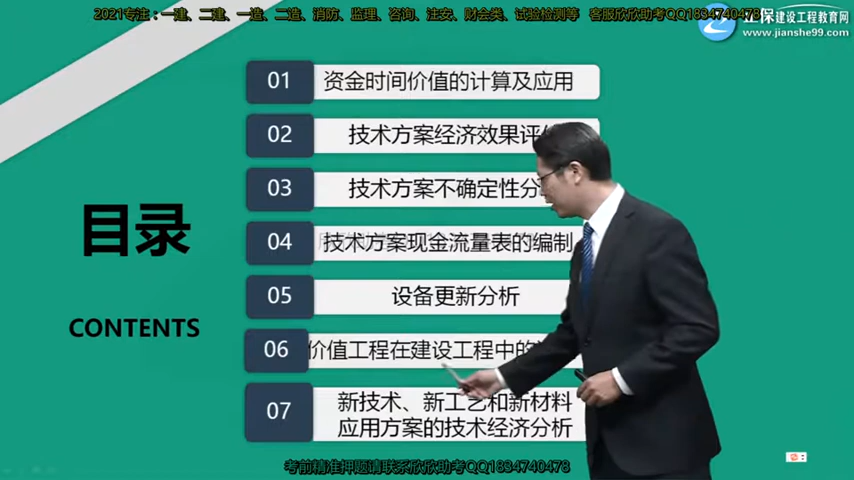 2021专注：一建、二建、一造、二造、消防、监理、咨询、注安、财会类、试验检测等 客服欣欣助考QQ1834740478
正保建设工程教育网
www.jianshe99.com
目录
CONTENTS
01 资金时间价值的计算及应用
02 技术方案经济效果评
03 技术方案不确定性分
04 技术方案现金流量表的编制
05 设备更新分析
06 价值工程在建设工程中的
07 新技术、新工艺和新材料
应用方案的技术经济分析
考前精准押题请联系欣欣助考QQ1834740478